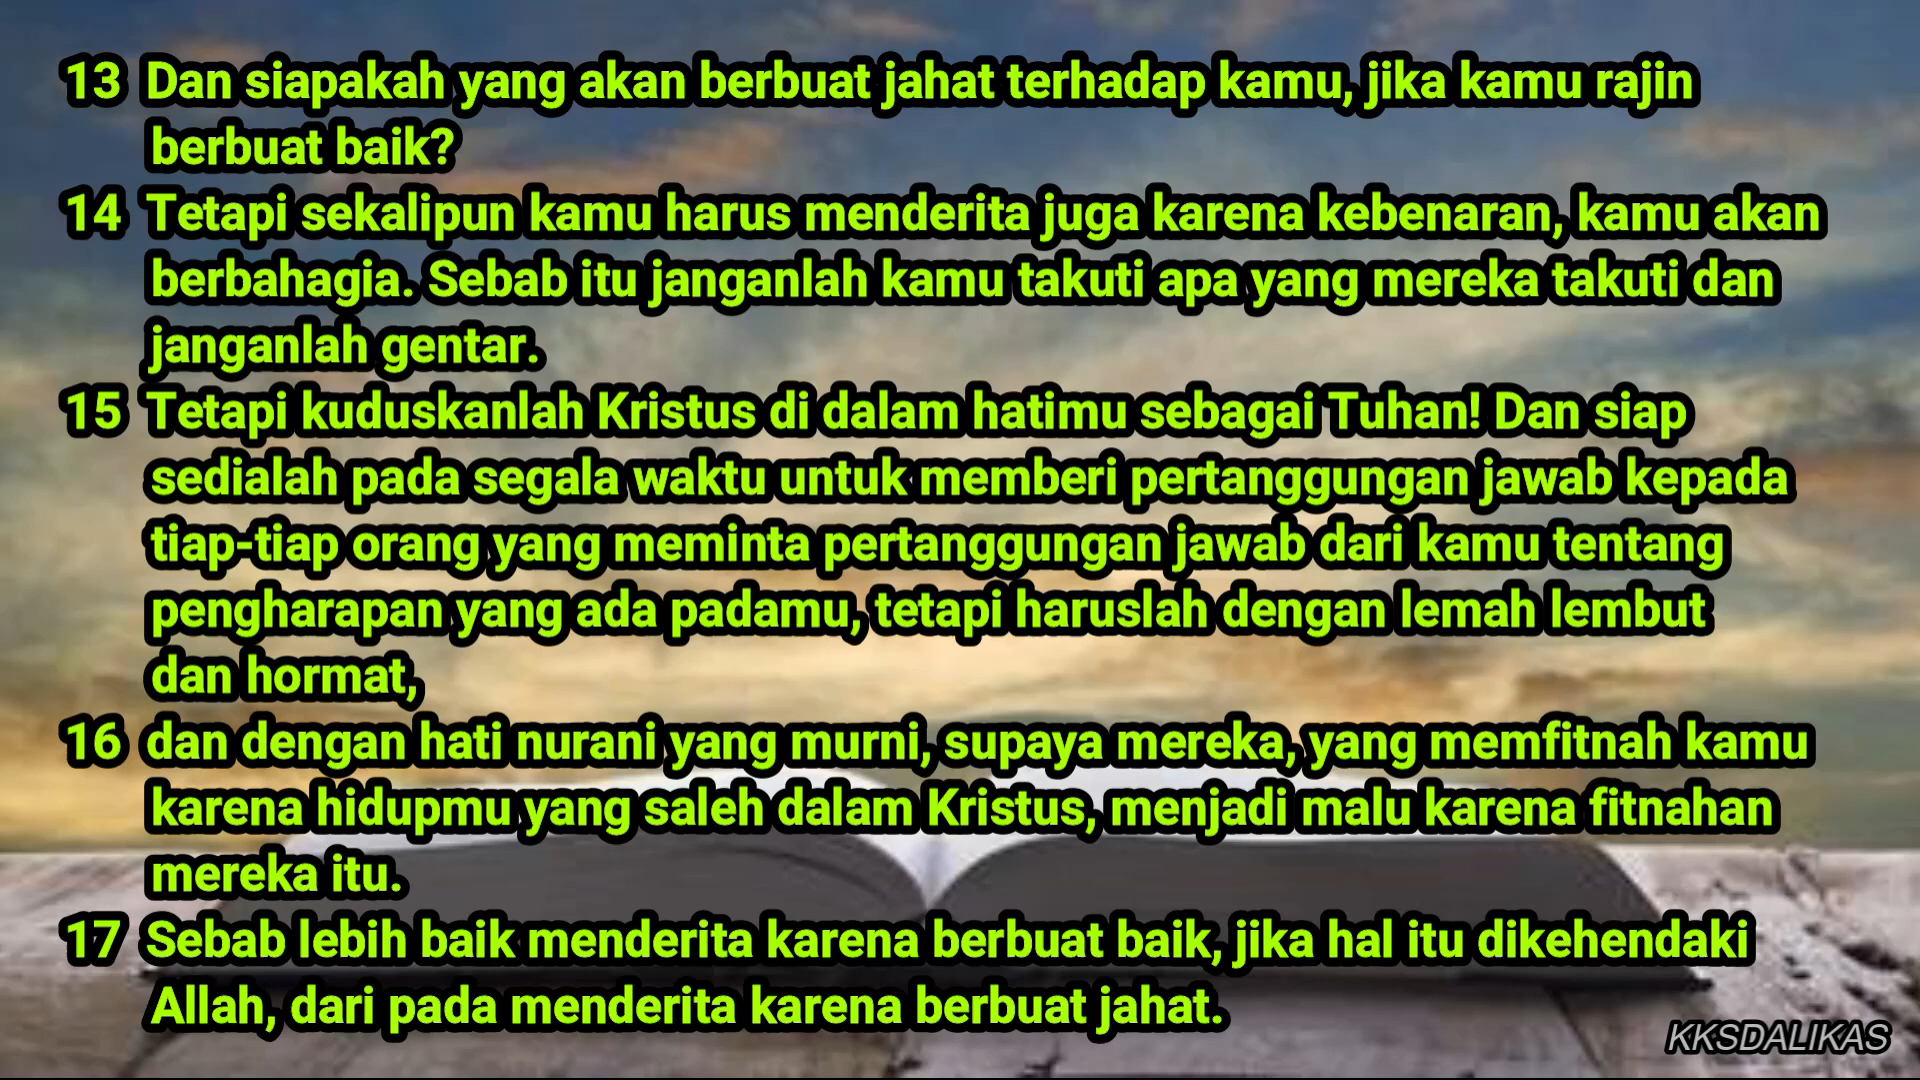 13 Dan siapakah yang akan berbuat jahat terhadap kamu, jika kamu rajin
berbuat baik?
14 Tetapi sekalipun kamu harus menderita juga karena kebenaran, kamu akan
berbahagia. Sebab itu janganlah kamu takuti apa yang mereka takuti dan
janganlah gentar.
15 Tetapi kuduskanlah Kristus di dalam hatimu sebagai Tuhan! Dan siap
sedialah pada segala waktu untuk memberi pertanggungan jawab kepada
tiap-tiap orang yang meminta pertanggungan jawab dari kamu tentang
pengharapan yang ada padamu, tetapi haruslah dengan lemah lembut
dan hormat,
16 dan dengan hati nurani yang murni, supaya mereka, yang memfitnah kamu
karena hidupmu yang saleh dalam Kristus, menjadi malu karena fitnahan
mereka itu.
17 Sebab lebih baik menderita karena berbuat baik, jika hal itu dikehendaki
Allah, dari pada menderita karena berbuat jahat.
KKSDALIKAS